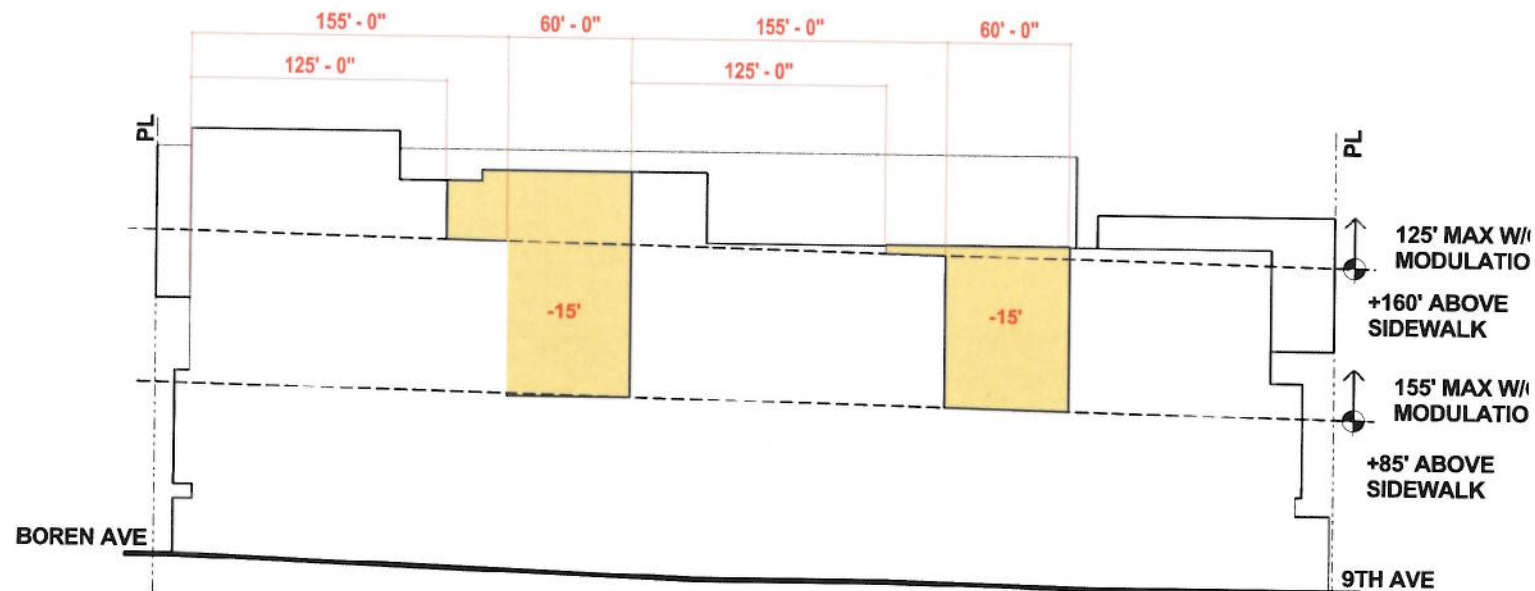 155' - 0"
60' - 0"
155' - 0"
60' - 0"
125' - 0"
125' - 0"
PL
PL
125' MAX W/
MODULATIO
+160' ABOVE
SIDEWALK
-15'
-15'
155' MAX W/
MODULATIO
+85' ABOVE
SIDEWALK
BOREN AVE
9TH AVE